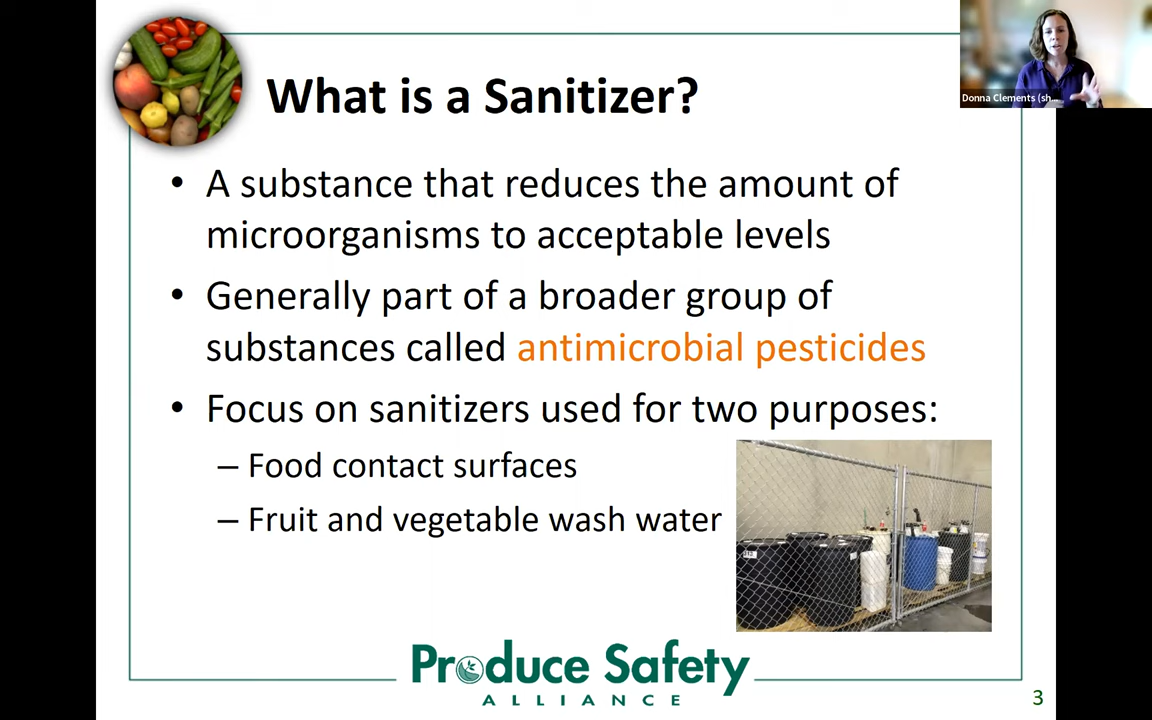 What is a Sanitizer?
Donna Clements (sh...
• A substance that reduces the amount of
microorganisms to acceptable levels
• Generally part of a broader group of
substances called antimicrobial pesticides
• Focus on sanitizers used for two purposes:
– Food contact surfaces
– Fruit and vegetable wash water
Produce Safety
ALLIANCE
3